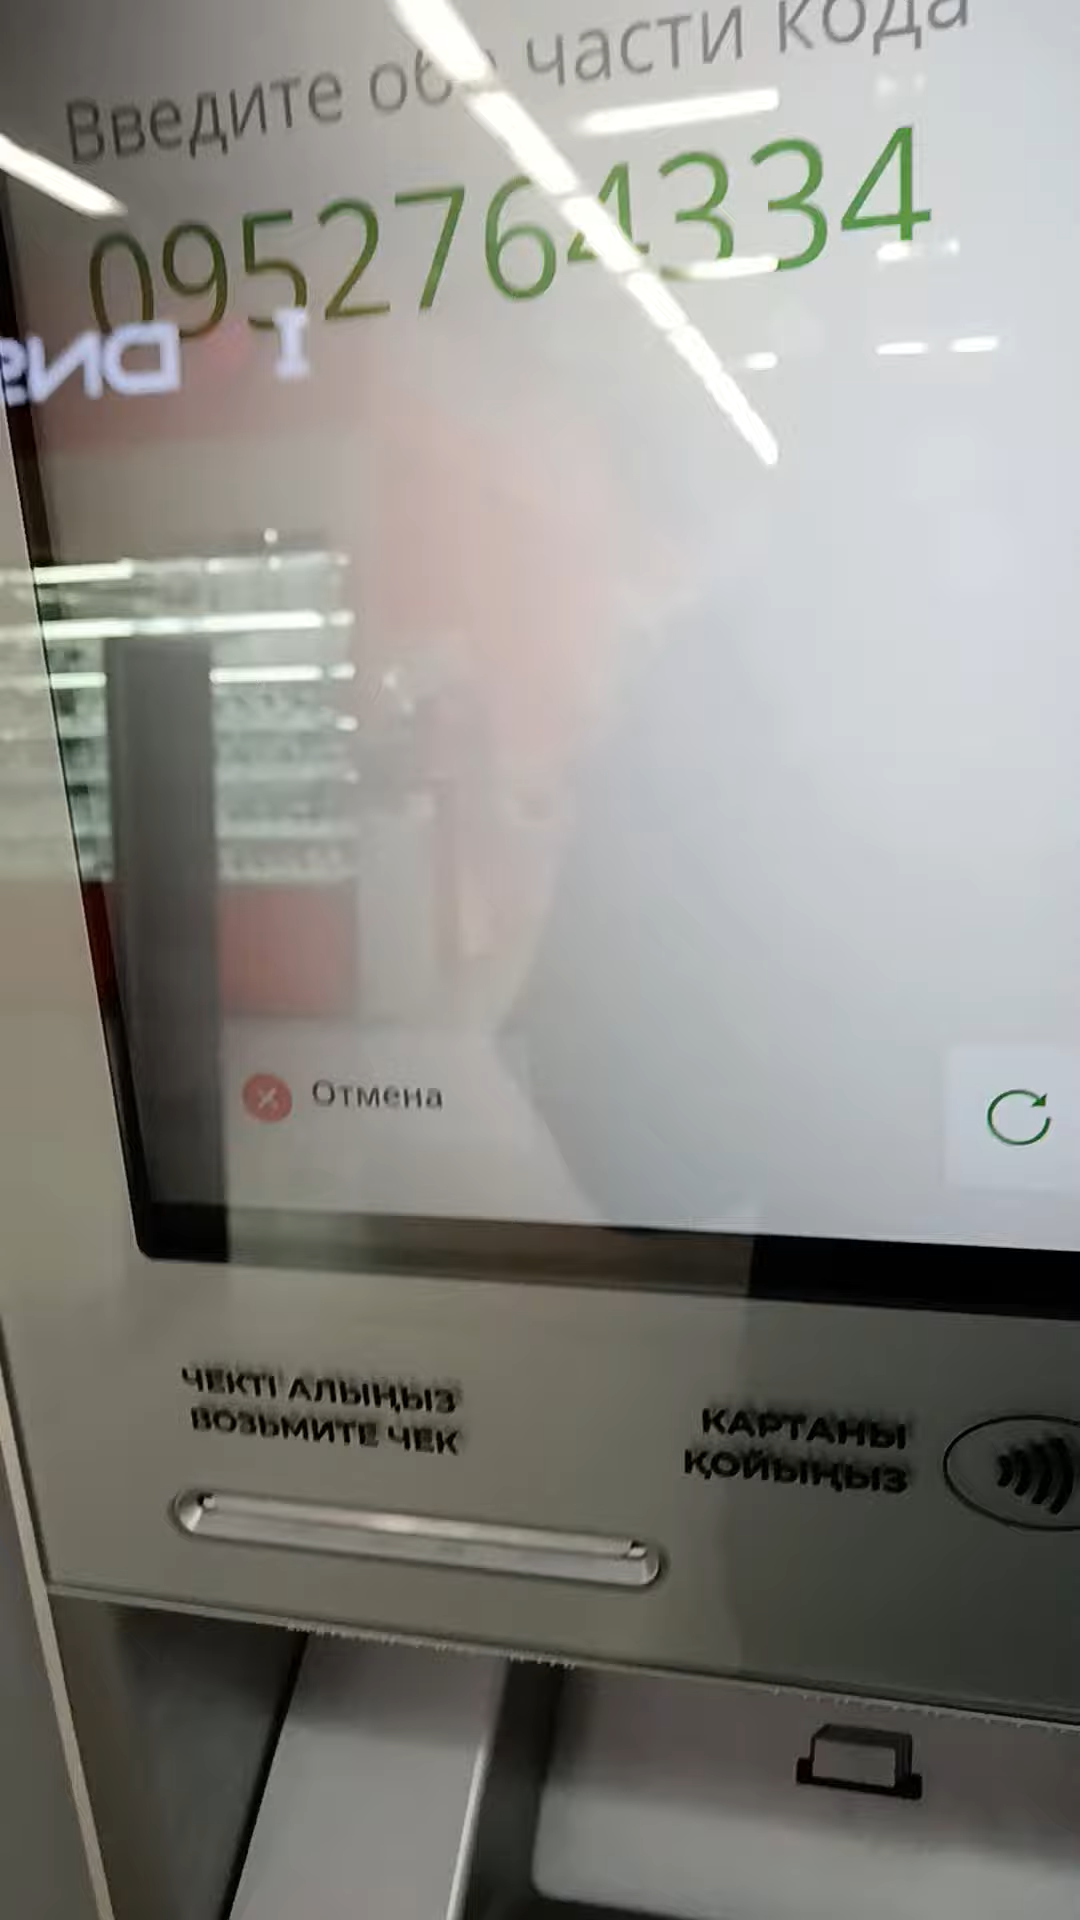 Введите обе части кода
0952764334
Отмена
ЧЕКТІ АЛЫҢЫЗ
ВОЗЬМИТЕ ЧЕК
КАРТАНЫ
ҚОЙЫҢЫЗ